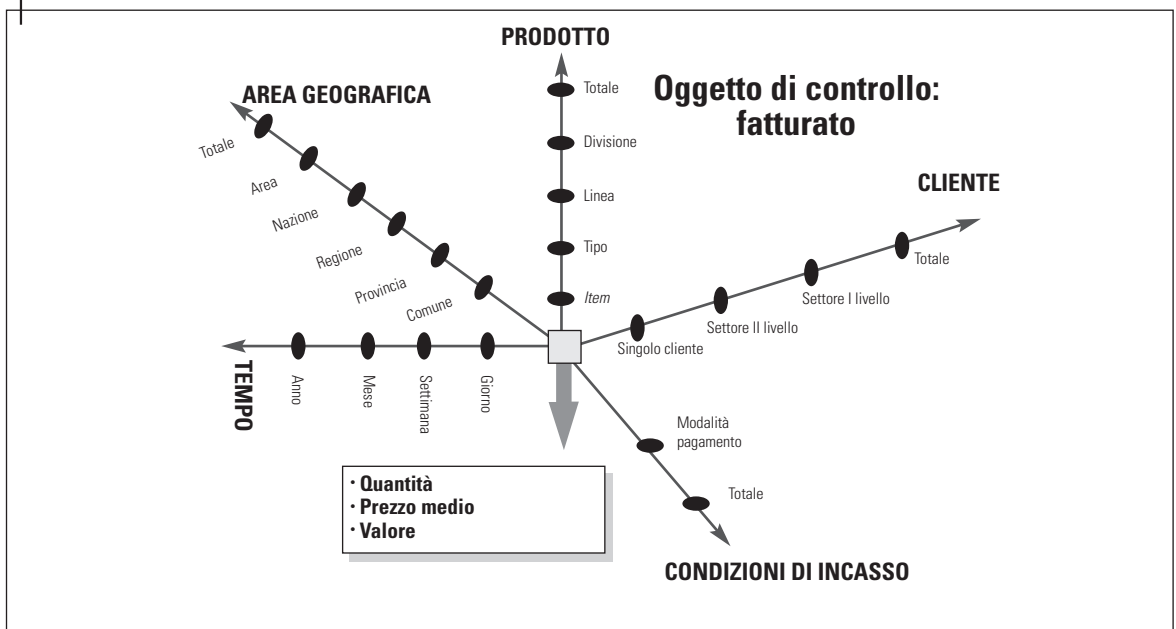 PRODOTTO
Oggetto di controllo:
fatturato
AREA GEOGRAFICA
CLIENTE
Totale
Divisione
Linea
Tipo
Item
Totale
Area
Nazione
Regione
Provincia
Comune
Totale
Settore I livello
Settore II livello
Singolo cliente
TEMPO
Anno
Mese
Settimana
Giorno
Modalità
pagamento
Totale
CONDIZIONI DI INCASSO
· Quantità
· Prezzo medio
· Valore